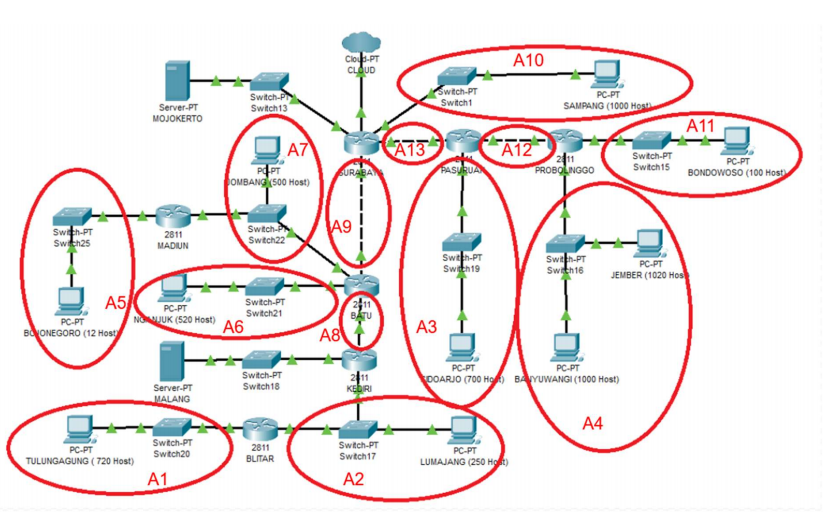 Cloud-PT
CLOUD
A10
Server-PT
MOJOKERTO
Switch-PT
Switch13
Switch-PT
Switch1
PC-PT
SAMPANG (1000 Host)
A7
PC-PT
JOMBANG (500 Host)
SURABAYA
A13
PASURUAN
A12
2811
PROBOLINGGO
A11
Switch-PT
Switch15
PC-PT
BONDOWOSO (100 Host)
Switch-PT
Switch25
2811
MADIUN
Switch-PT
Switch22
A9
Switch-PT
Switch19
Switch-PT
Switch16
PC-PT
JEMBER (1020 Host)
A5
PC-PT
BOJONEGORO (12 Host)
PC-PT
NGANJUK (520 Host)
A6
Switch-PT
Switch21
2811
BATU
A8
A3
Server-PT
MALANG
Switch-PT
Switch18
2811
KEDIRI
PC-PT
SIDOARJO (700 Host)
PC-PT
BANYUWANGI (1000 Host)
A4
PC-PT
TULUNGAGUNG ( 720 Host)
Switch-PT
Switch20
A1
2811
BLITAR
Switch-PT
Switch17
A2
PC-PT
LUMAJANG (250 Host)